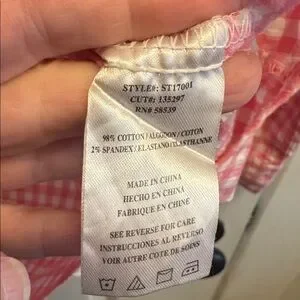 STYLE#: ST17001
CUT#: 135297
RN# 58539
98% COTTON/ALGODON/COTON
2% SPANDEX/ELASTANO/ELASTHANNE
MADE IN CHINA
HECHO EN CHINA
FABRIQUE EN CHINE
SEE REVERSE FOR CARE
INSTRUCCIONES AL REVERSO
VOIR AUTRE COTE DE SOINS